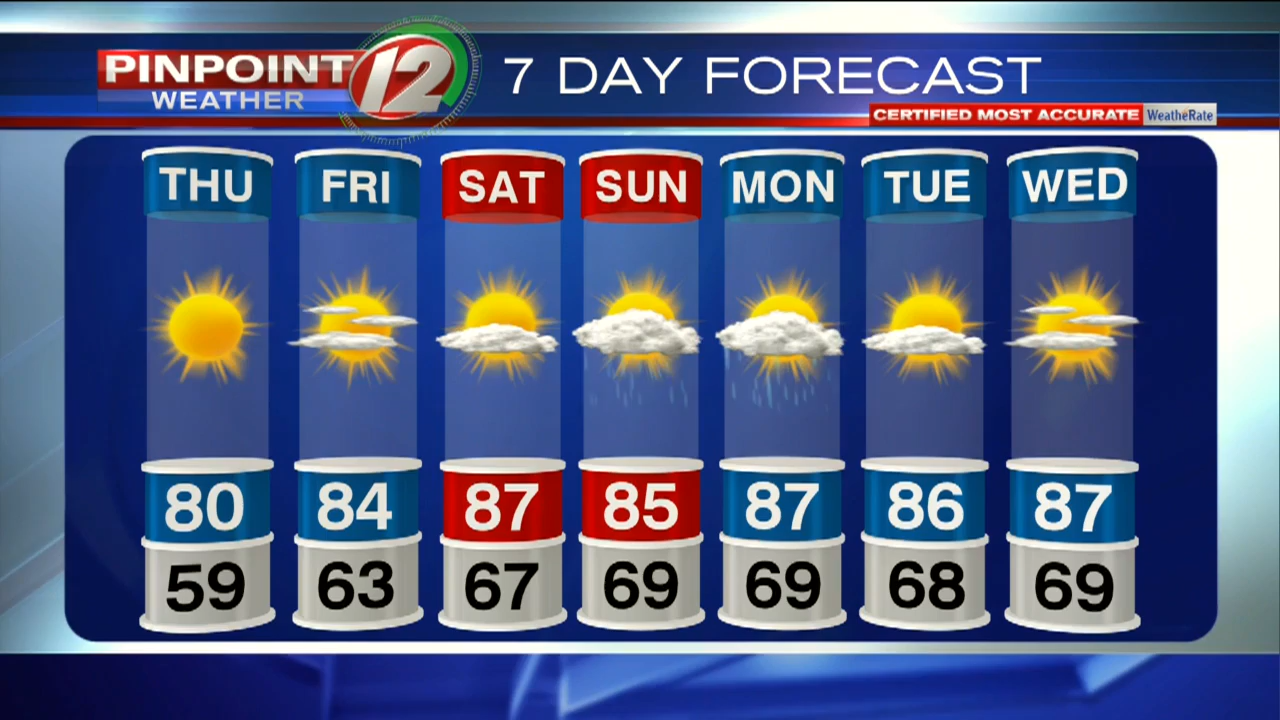 PINPOINT 12
WEATHER
7 DAY FORECAST
CERTIFIED MOST ACCURATE WeatheRate
THU FRI SAT SUN MON TUE WED
80 84 87 85 87 86 87
59 63 67 69 69 68 69